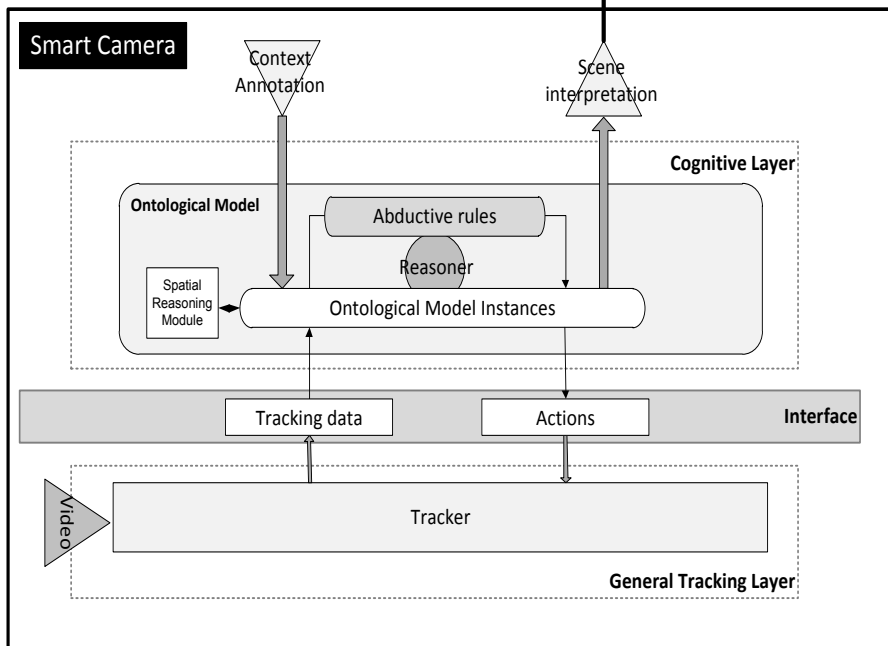 Smart Camera
Context
Annotation
Scene
interpretation
Cognitive Layer
Ontological Model
Abductive rules
Reasoner
Spatial
Reasoning
Module
Ontological Model Instances
Tracking data
Actions
Interface
Video
Tracker
General Tracking Layer